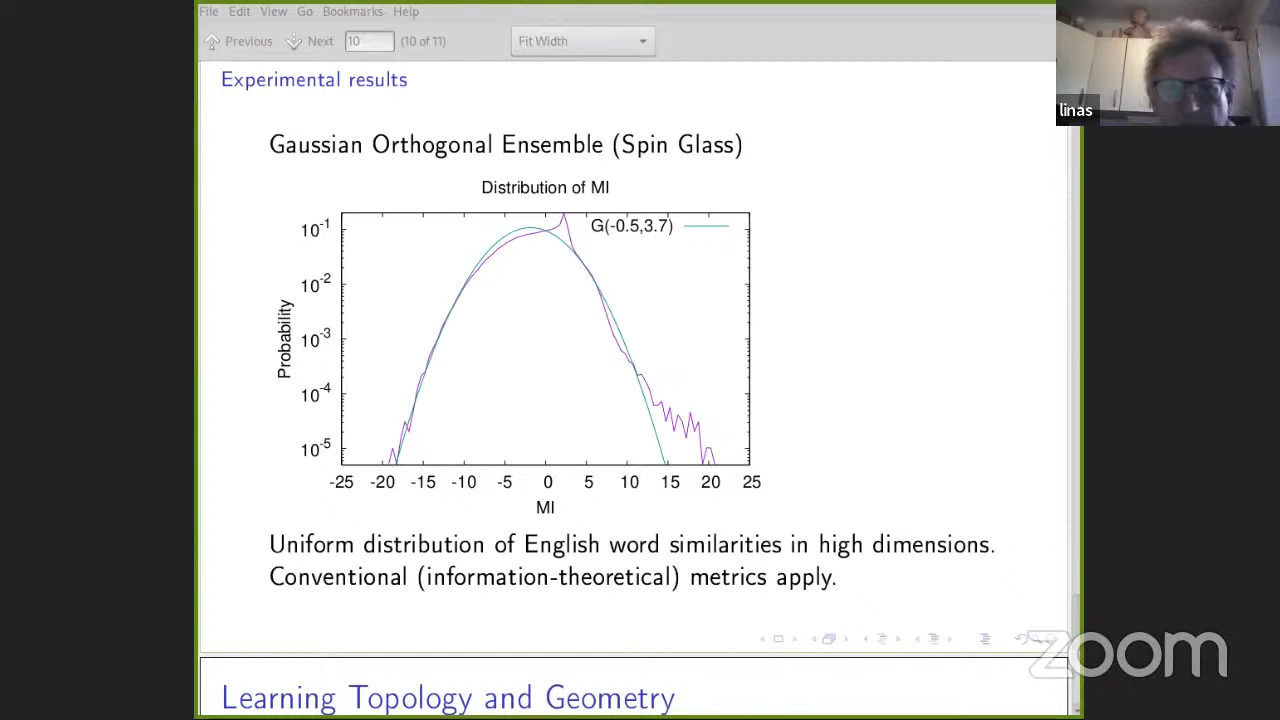 File Edit View Go Bookmarks Help
Previous Next 10 (10 of 11) Fit Width
linas
Experimental results
Gaussian Orthogonal Ensemble (Spin Glass)
Distribution of MI
G(-0.5,3.7)
10-1
10-2
10-3
10-4
10-5
Probability
-25 -20 -15 -10 -5 0 5 10 15 20 25
MI
Uniform distribution of English word similarities in high dimensions.
Conventional (information-theoretical) metrics apply.
zoom
Learning Topology and Geometry